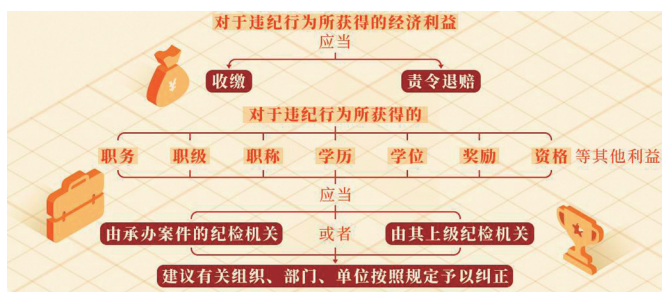 对于违纪行为所获得的经济利益
应当
¥
收缴 责令退赔
对于违纪行为所获得的
职务 职级 职称 学历 学位 奖励 资格 等其他利益
应当
由承办案件的纪检机关 或者 由其上级纪检机关
建议有关组织、部门、单位按照规定予以纠正